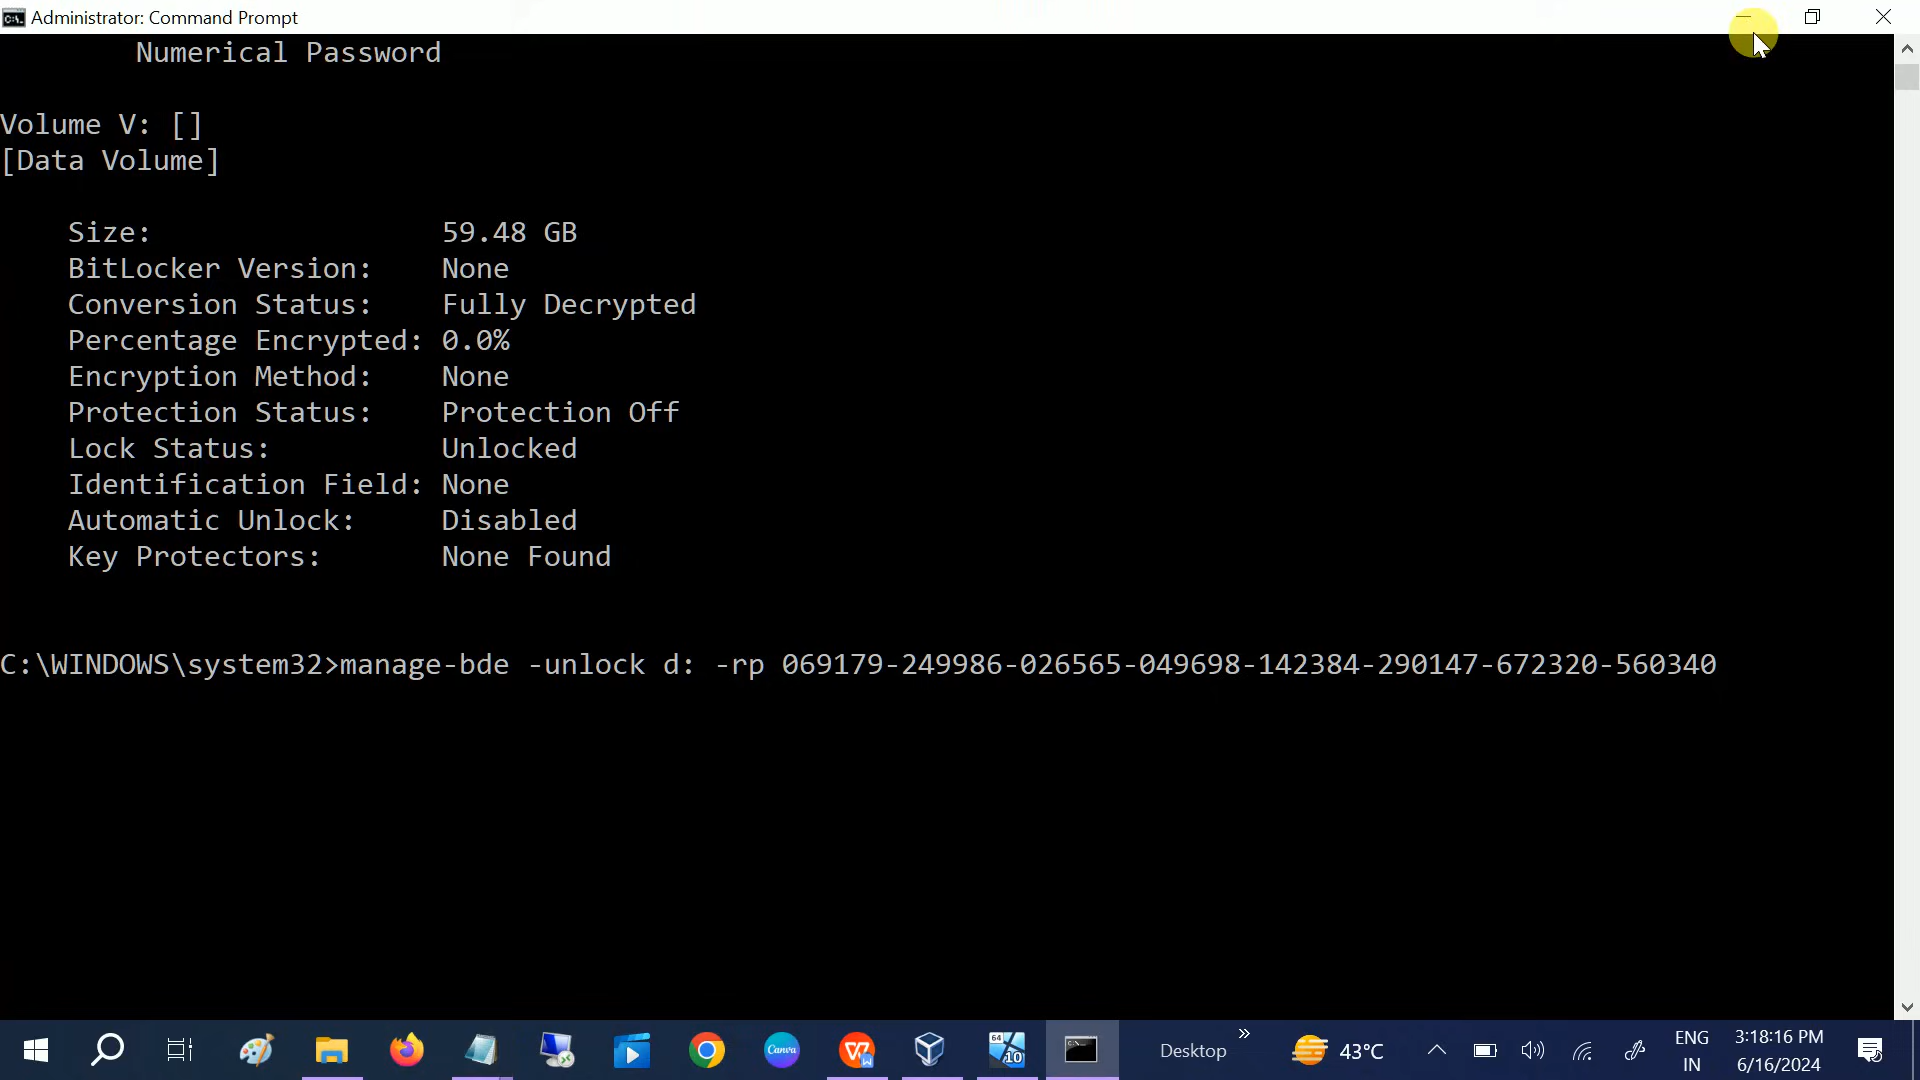 Administrator: Command Prompt
Numerical Password
Volume V: []
[Data Volume]
Size: 59.48 GB
BitLocker Version: None
Conversion Status: Fully Decrypted
Percentage Encrypted: 0.0%
Encryption Method: None
Protection Status: Protection Off
Lock Status: Unlocked
Identification Field: None
Automatic Unlock: Disabled
Key Protectors: None Found
C:\WINDOWS\system32>manage-bde -unlock d: -rp 069179-249986-026565-049698-142384-290147-672320-560340
Canva
64
10
Desktop
43°C
ENG
IN
3:18:16 PM
6/16/2024